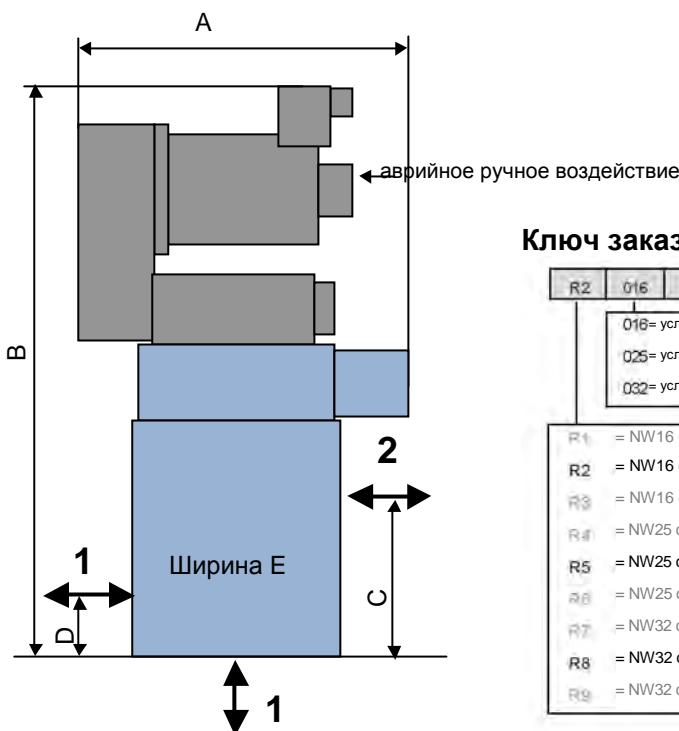 A
аврийное ручное воздействие
B
2
C
1
Ширина E
D
1
Ключ заказ
R2 016
016= усл
025= усл
032= усл
R1 = NW16
R2 = NW16
R3 = NW16
R4 = NW25 с
R5 = NW25 с
R6 = NW25 с
R7 = NW32 с
R8 = NW32 с
R9 = NW32 с